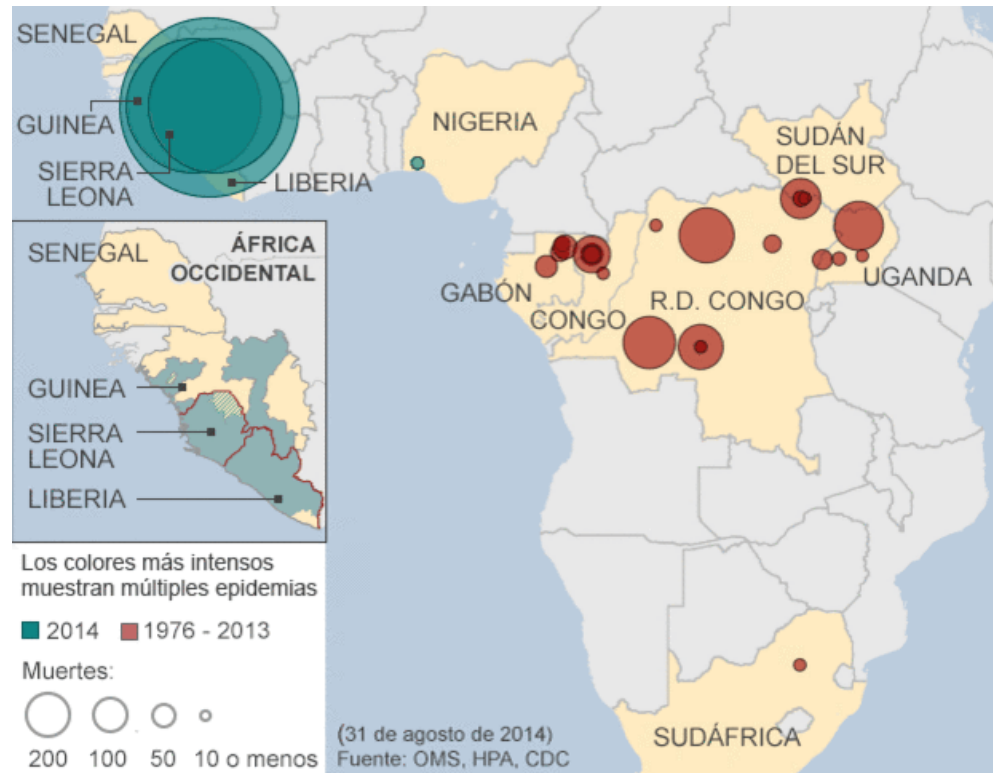 SENEGAL
GUINEA
SIERRA
LEONA
LIBERIA
NIGERIA
SUDÁN
DEL SUR
UGANDA
GABÓN
CONGO
R.D. CONGO
SUDÁFRICA
ÁFRICA
OCCIDENTAL
SENEGAL
GUINEA
SIERRA
LEONA
LIBERIA
Los colores más intensos
muestran múltiples epidemias
2014 1976 - 2013
Muertes:
200 100 50 10 o menos
(31 de agosto de 2014)
Fuente: OMS, HPA, CDC